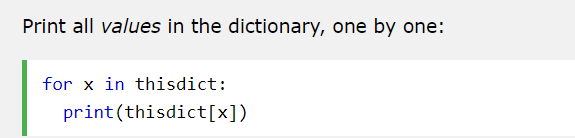 Print all values in the dictionary, one by one:
for x in thisdict:
  print(thisdict[x])